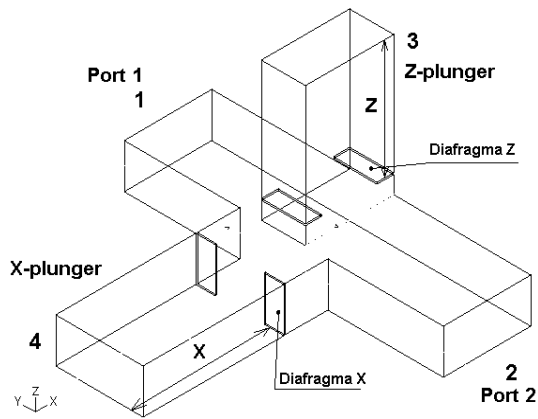 3
Port 1
1
Z-plunger
Z
Diafragma Z
X-plunger
4
X
Diafragma X
2
Port 2
Z
Y
X